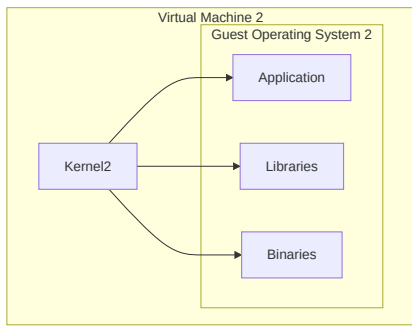 Virtual Machine 2
Guest Operating System 2
Application
Kernel2
Libraries
Binaries